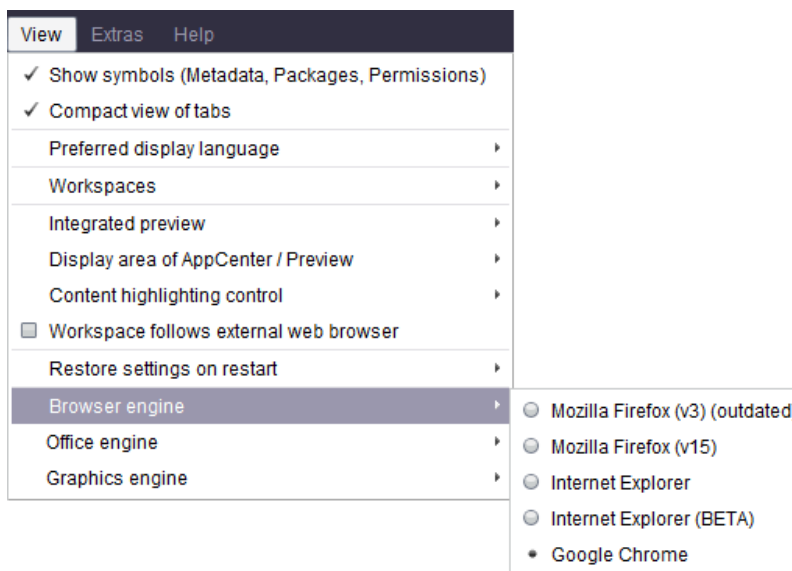 View Extras Help
Show symbols (Metadata, Packages, Permissions)
Compact view of tabs
Preferred display language
Workspaces
Integrated preview
Display area of AppCenter / Preview
Content highlighting control
Workspace follows external web browser
Restore settings on restart
Browser engine
Office engine
Graphics engine
Mozilla Firefox (v3) (outdated
Mozilla Firefox (v15)
Internet Explorer
Internet Explorer (BETA)
Google Chrome